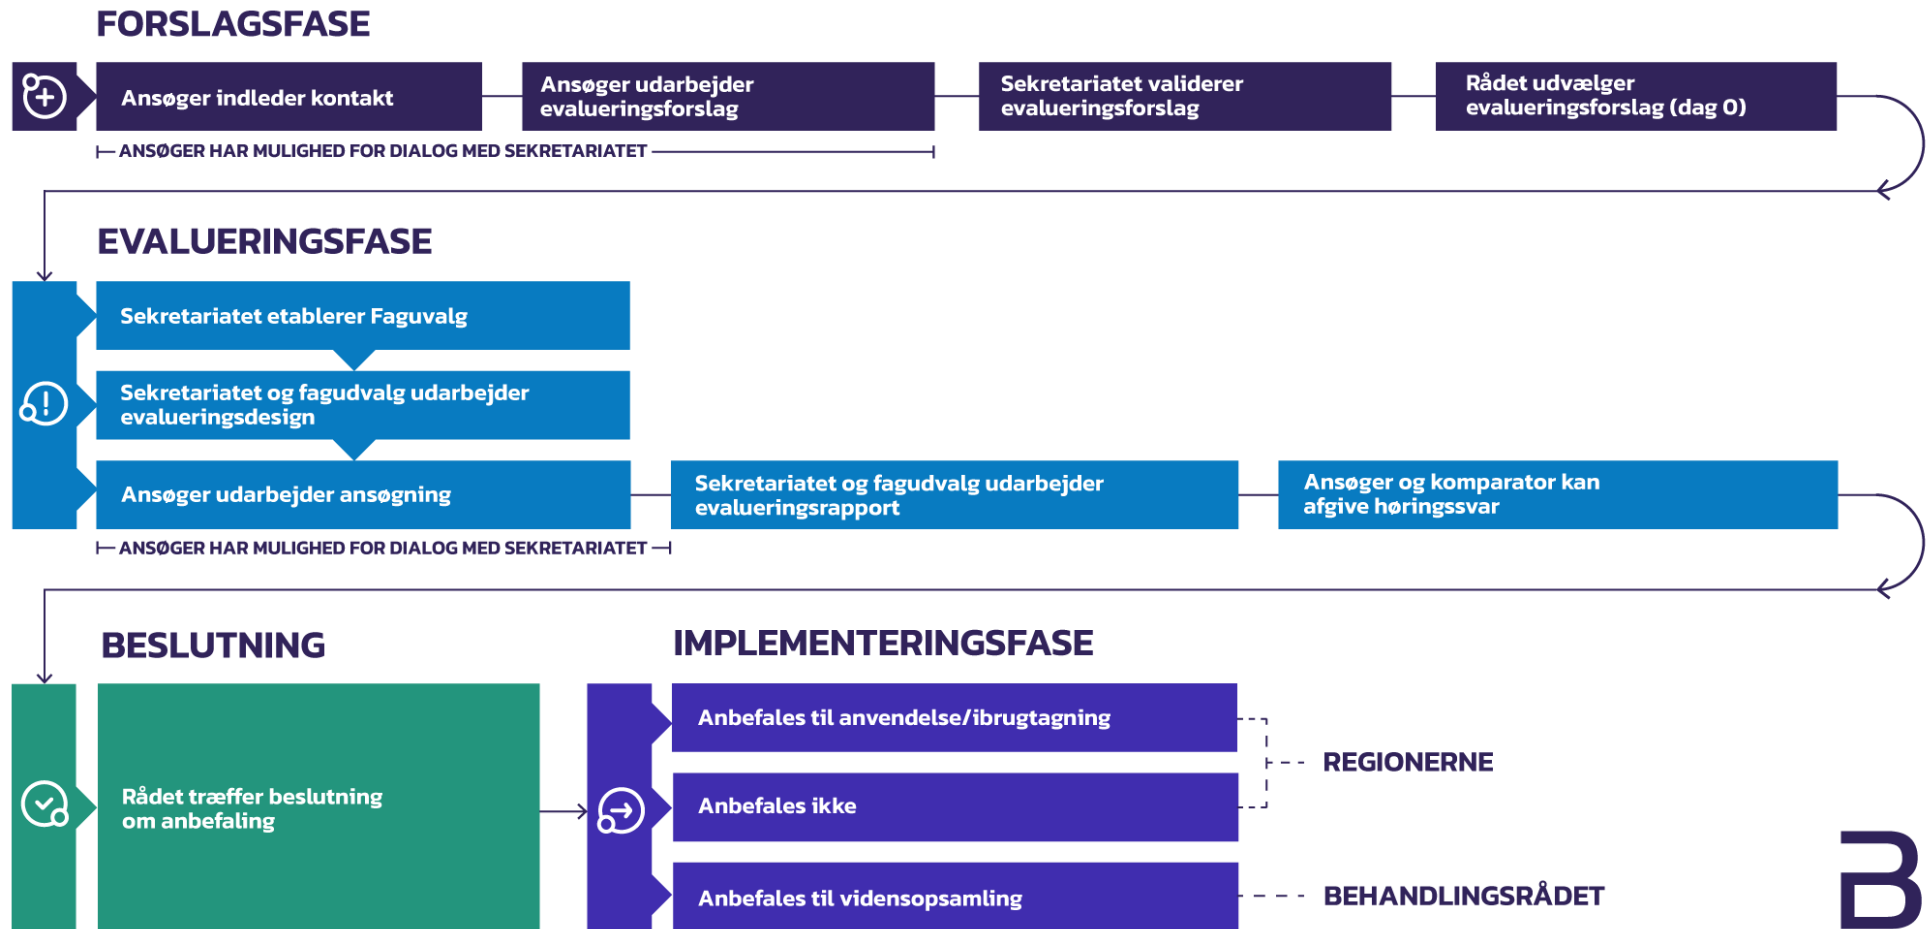 FORSLAGSFASE
Ansøger indleder kontakt
Ansøger udarbejder
evalueringsforslag
Sekretariatet validerer
evalueringsforslag
Rådet udvælger
evalueringsforslag (dag 0)
ANSØGER HAR MULIGHED FOR DIALOG MED SEKRETARIATET
EVALUERINGSFASE
Sekretariatet etablerer Faguvalg
Sekretariatet og fagudvalg udarbejder
evalueringsdesign
Ansøger udarbejder ansøgning
Sekretariatet og fagudvalg udarbejder
evalueringsrapport
Ansøger og komparator kan
afgive høringssvar
ANSØGER HAR MULIGHED FOR DIALOG MED SEKRETARIATET
BESLUTNING
Rådet træffer beslutning
om anbefaling
IMPLEMENTERINGSFASE
Anbefales til anvendelse/ibrugtagning
Anbefales ikke
REGIONERNE
Anbefales til vidensopsamling
BEHANDLINGSRÅDET
B